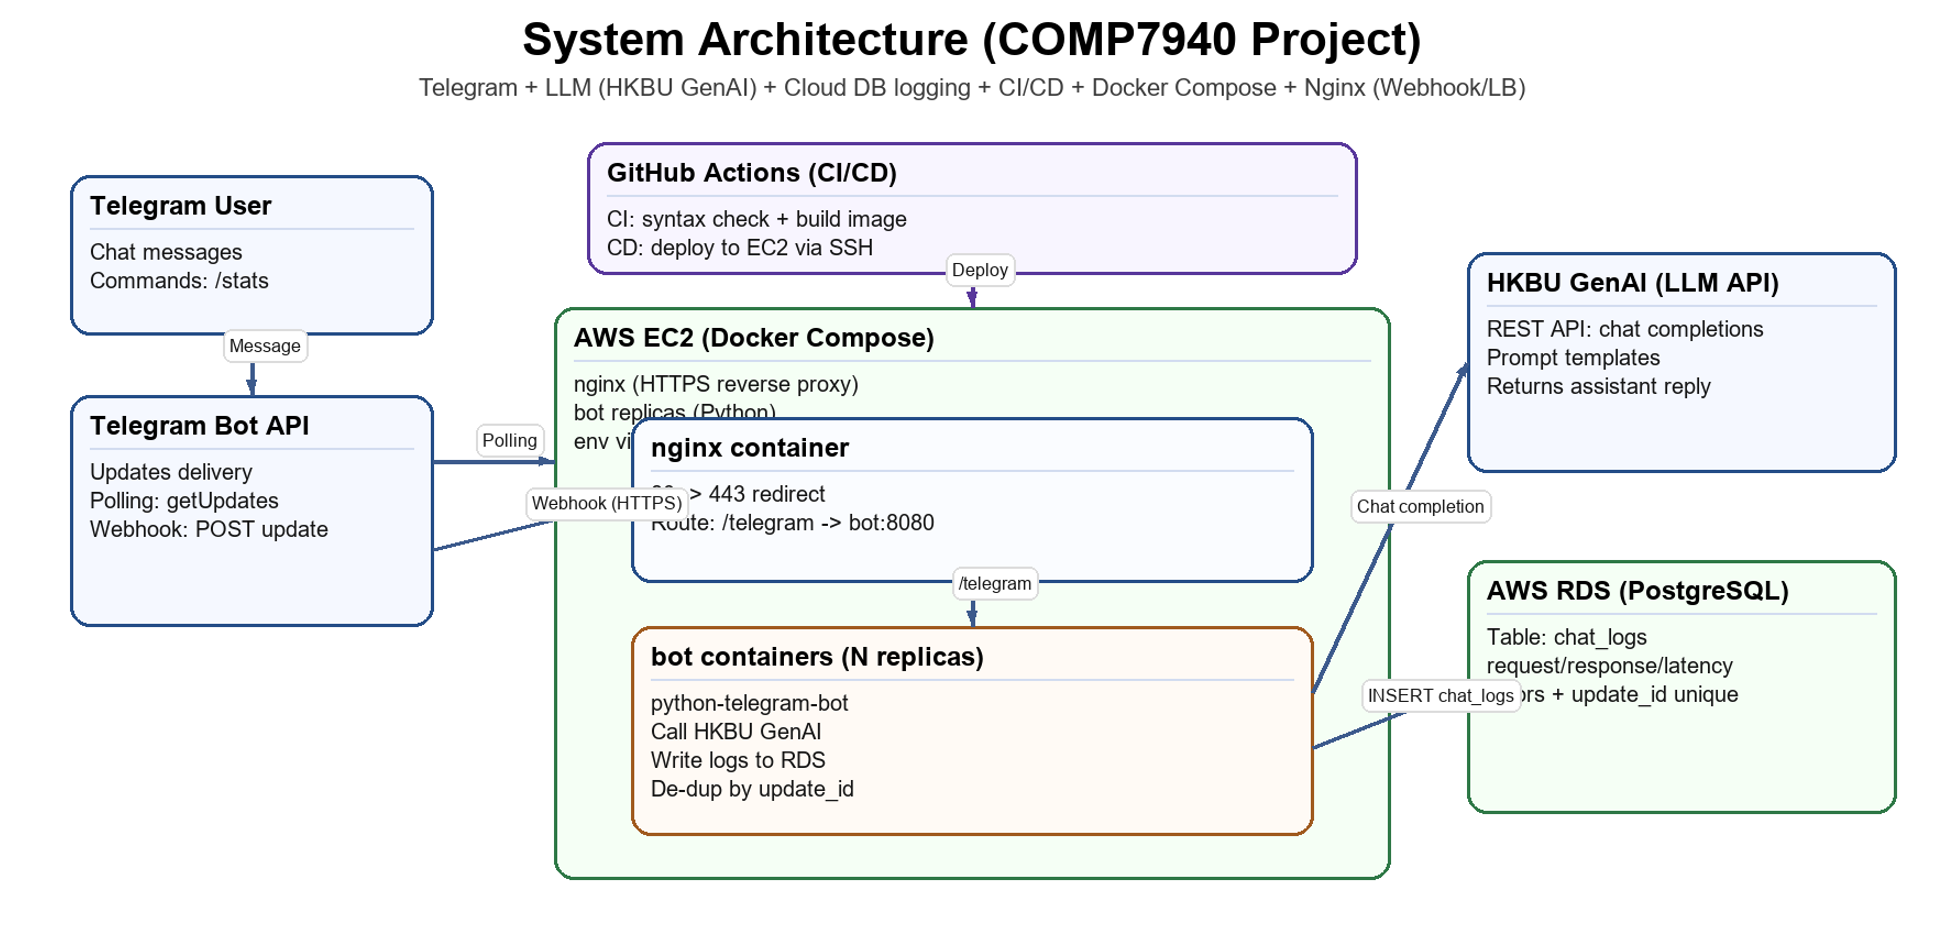 System Architecture (COMP7940 Project)
Telegram + LLM (HKBU GenAI) + Cloud DB logging + CI/CD + Docker Compose + Nginx (Webhook/LB)
GitHub Actions (CI/CD)
CI: syntax check + build image
CD: deploy to EC2 via SSH
Deploy
Telegram User
Chat messages
Commands: /stats
Message
Telegram Bot API
Updates delivery
Polling: getUpdates
Webhook: POST update
Polling
Webhook (HTTPS)
AWS EC2 (Docker Compose)
nginx (HTTPS reverse proxy)
bot replicas (Python)
env
nginx container
> 443 redirect
Route: /telegram -> bot:8080
/telegram
bot containers (N replicas)
python-telegram-bot
Call HKBU GenAI
Write logs to RDS
De-dup by update_id
Chat completion
INSERT chat_logs
HKBU GenAI (LLM API)
REST API: chat completions
Prompt templates
Returns assistant reply
AWS RDS (PostgreSQL)
Table: chat_logs
request/response/latency
+ update_id unique